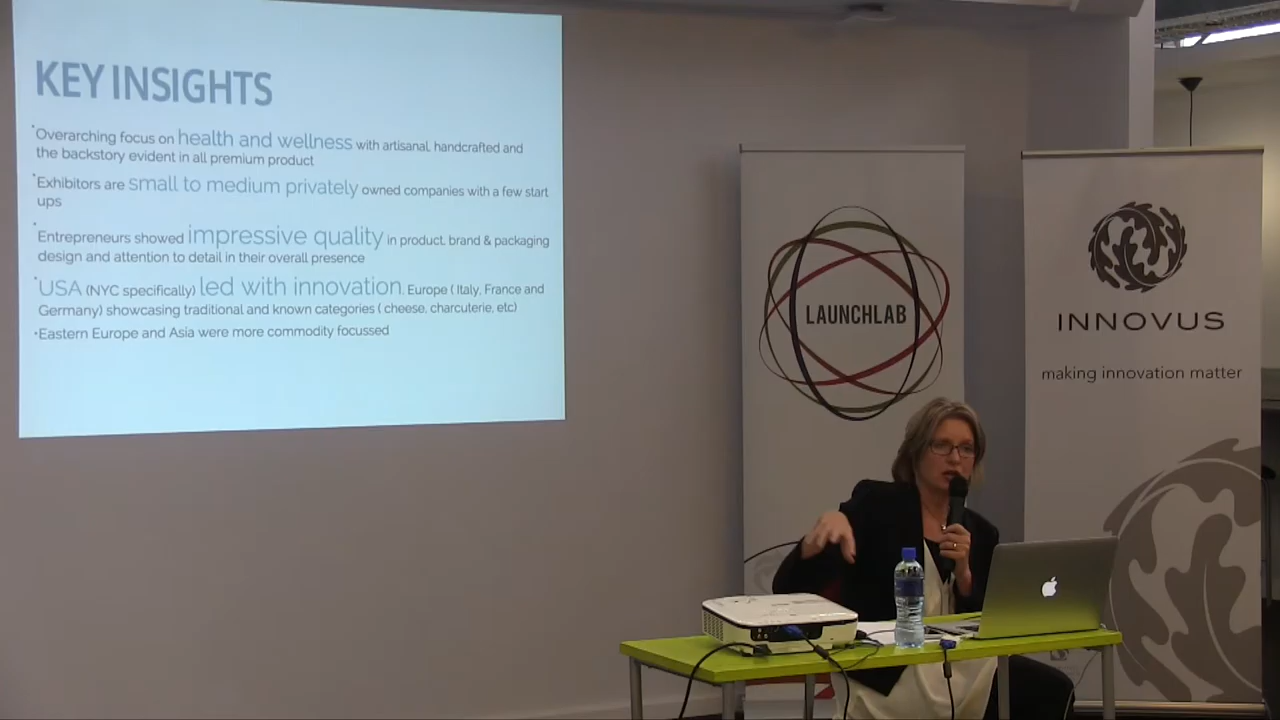 KEY INSIGHTS
•Overarching focus on health and wellness with artisanal, handcrafted and
the backstory evident in all premium product
•Exhibitors are small to medium privately owned companies with a few start
ups
•Entrepreneurs showed impressive quality in product, brand & packaging
design and attention to detail in their overall presence
•USA (NYC specifically) led with innovation. Europe ( Italy, France and
Germany) showcasing traditional and known categories ( cheese, charcuterie, etc)
•Eastern Europe and Asia were more commodity focussed
LAUNCHLAB
INNOVUS
making innovation matter